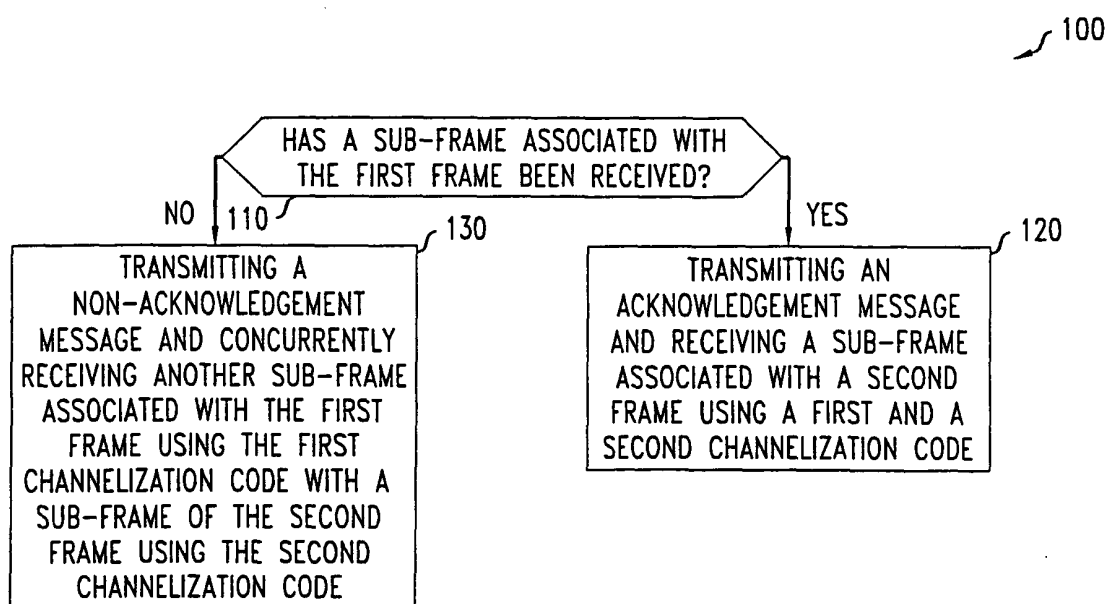 100
HAS A SUB-FRAME ASSOCIATED WITH
THE FIRST FRAME BEEN RECEIVED?
NO
110
YES
130
TRANSMITTING A
NON-ACKNOWLEDGEMENT
MESSAGE AND CONCURRENTLY
RECEIVING ANOTHER SUB-FRAME
ASSOCIATED WITH THE FIRST
FRAME USING THE FIRST
CHANNELIZATION CODE WITH A
SUB-FRAME OF THE SECOND
FRAME USING THE SECOND
CHANNELIZATION CODE
120
TRANSMITTING AN
ACKNOWLEDGEMENT MESSAGE
AND RECEIVING A SUB-FRAME
ASSOCIATED WITH A SECOND
FRAME USING A FIRST AND A
SECOND CHANNELIZATION CODE